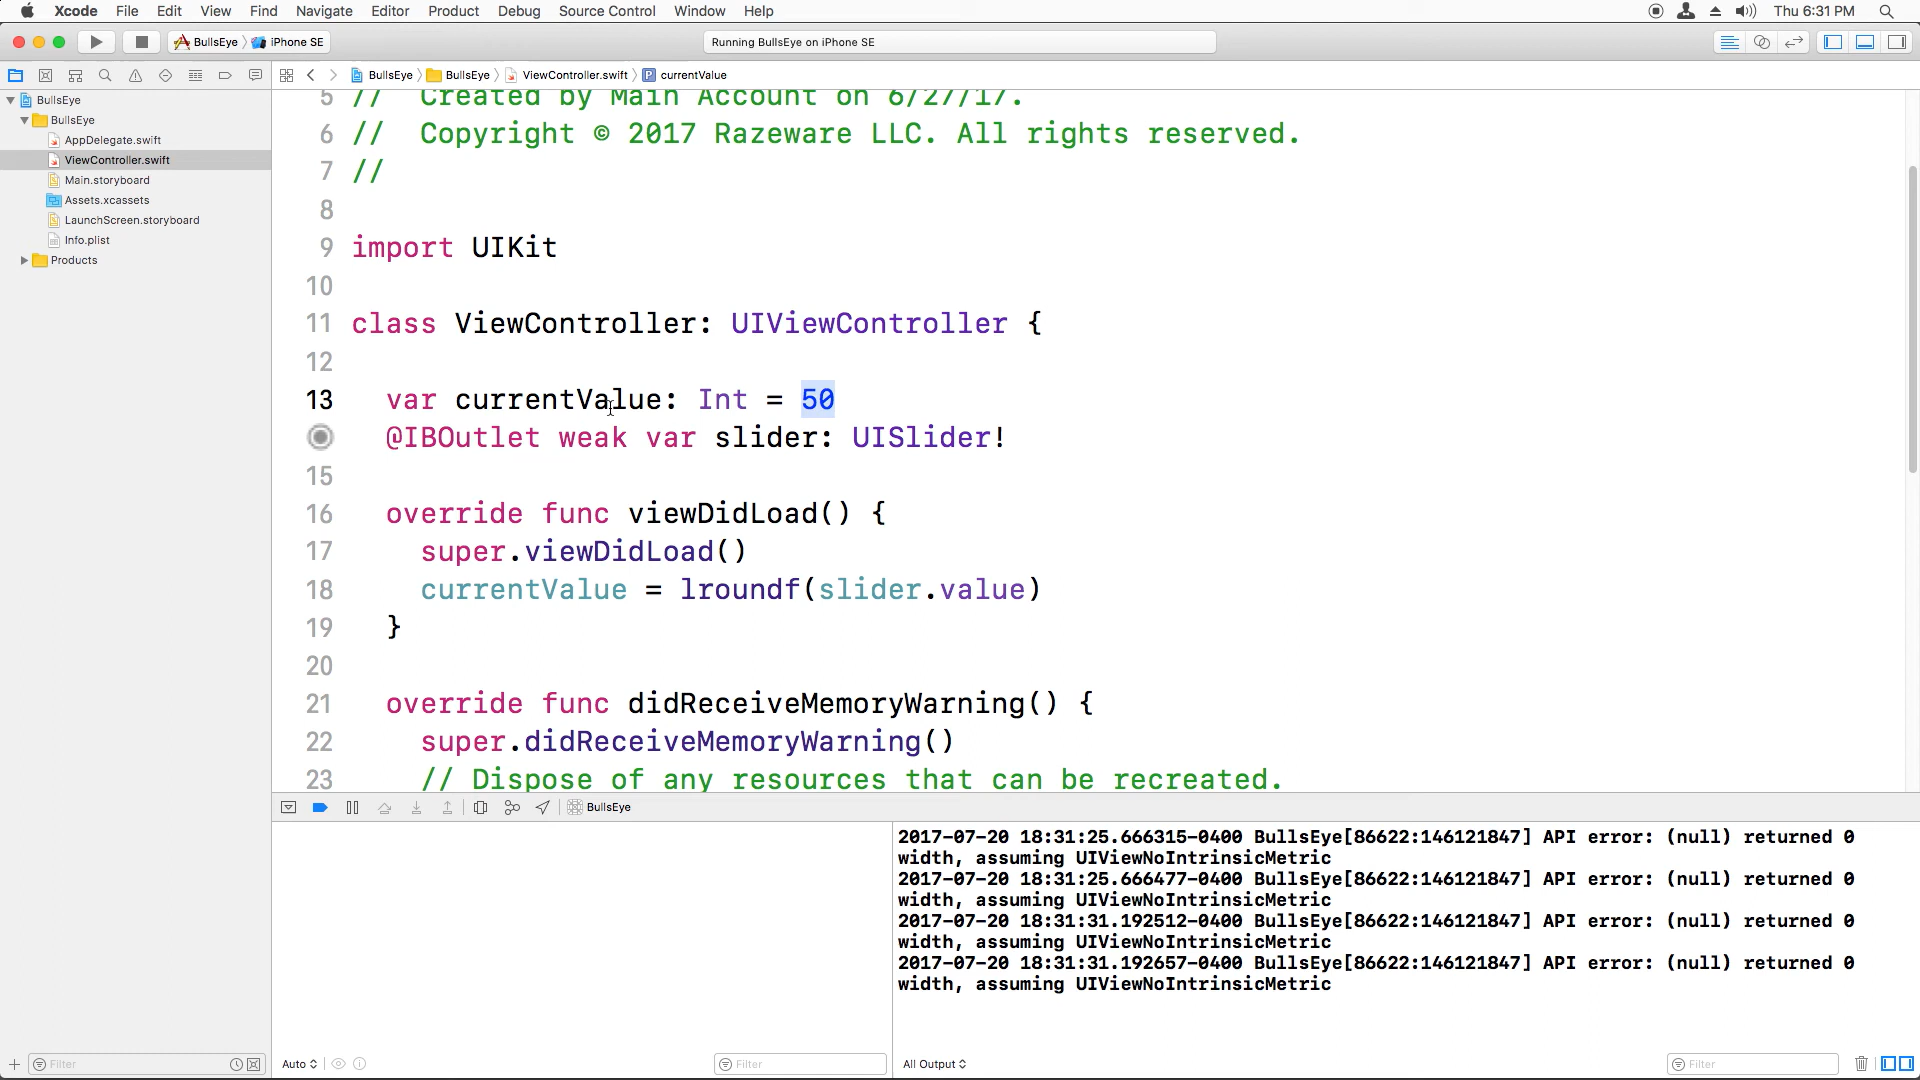 Xcode File Edit View Find Navigate Editor Product Debug Source Control Window Help Thu 6:31 PM
BullsEye iPhone SE Running BullsEye on iPhone SE
BullsEye BullsEye ViewController.swift P currentValue
BullsEye
BullsEye
AppDelegate.swift
ViewController.swift
Main.storyboard
Assets.xcassets
LaunchScreen.storyboard
Info.plist
Products
5 // Created by Main Account on 6/27/17.
6 // Copyright © 2017 Razeware LLC. All rights reserved.
7 //
8
9 import UIKit
10
11 class ViewController: UIViewController {
12
13 var currentValue: Int = 50
@IBOutlet weak var slider: UISlider!
15
16 override func viewDidLoad() {
17 super.viewDidLoad()
18 currentValue = lroundf(slider.value)
19 }
20
21 override func didReceiveMemoryWarning() {
22 super.didReceiveMemoryWarning()
23 // Dispose of any resources that can be recreated.
BullsEye
2017-07-20 18:31:25.666315-0400 BullsEye[86622:146121847] API error: (null) returned 0
width, assuming UIViewNoIntrinsicMetric
2017-07-20 18:31:25.666477-0400 BullsEye[86622:146121847] API error: (null) returned 0
width, assuming UIViewNoIntrinsicMetric
2017-07-20 18:31:31.192512-0400 BullsEye[86622:146121847] API error: (null) returned 0
width, assuming UIViewNoIntrinsicMetric
2017-07-20 18:31:31.192657-0400 BullsEye[86622:146121847] API error: (null) returned 0
width, assuming UIViewNoIntrinsicMetric
Filter Auto Filter All Output Filter